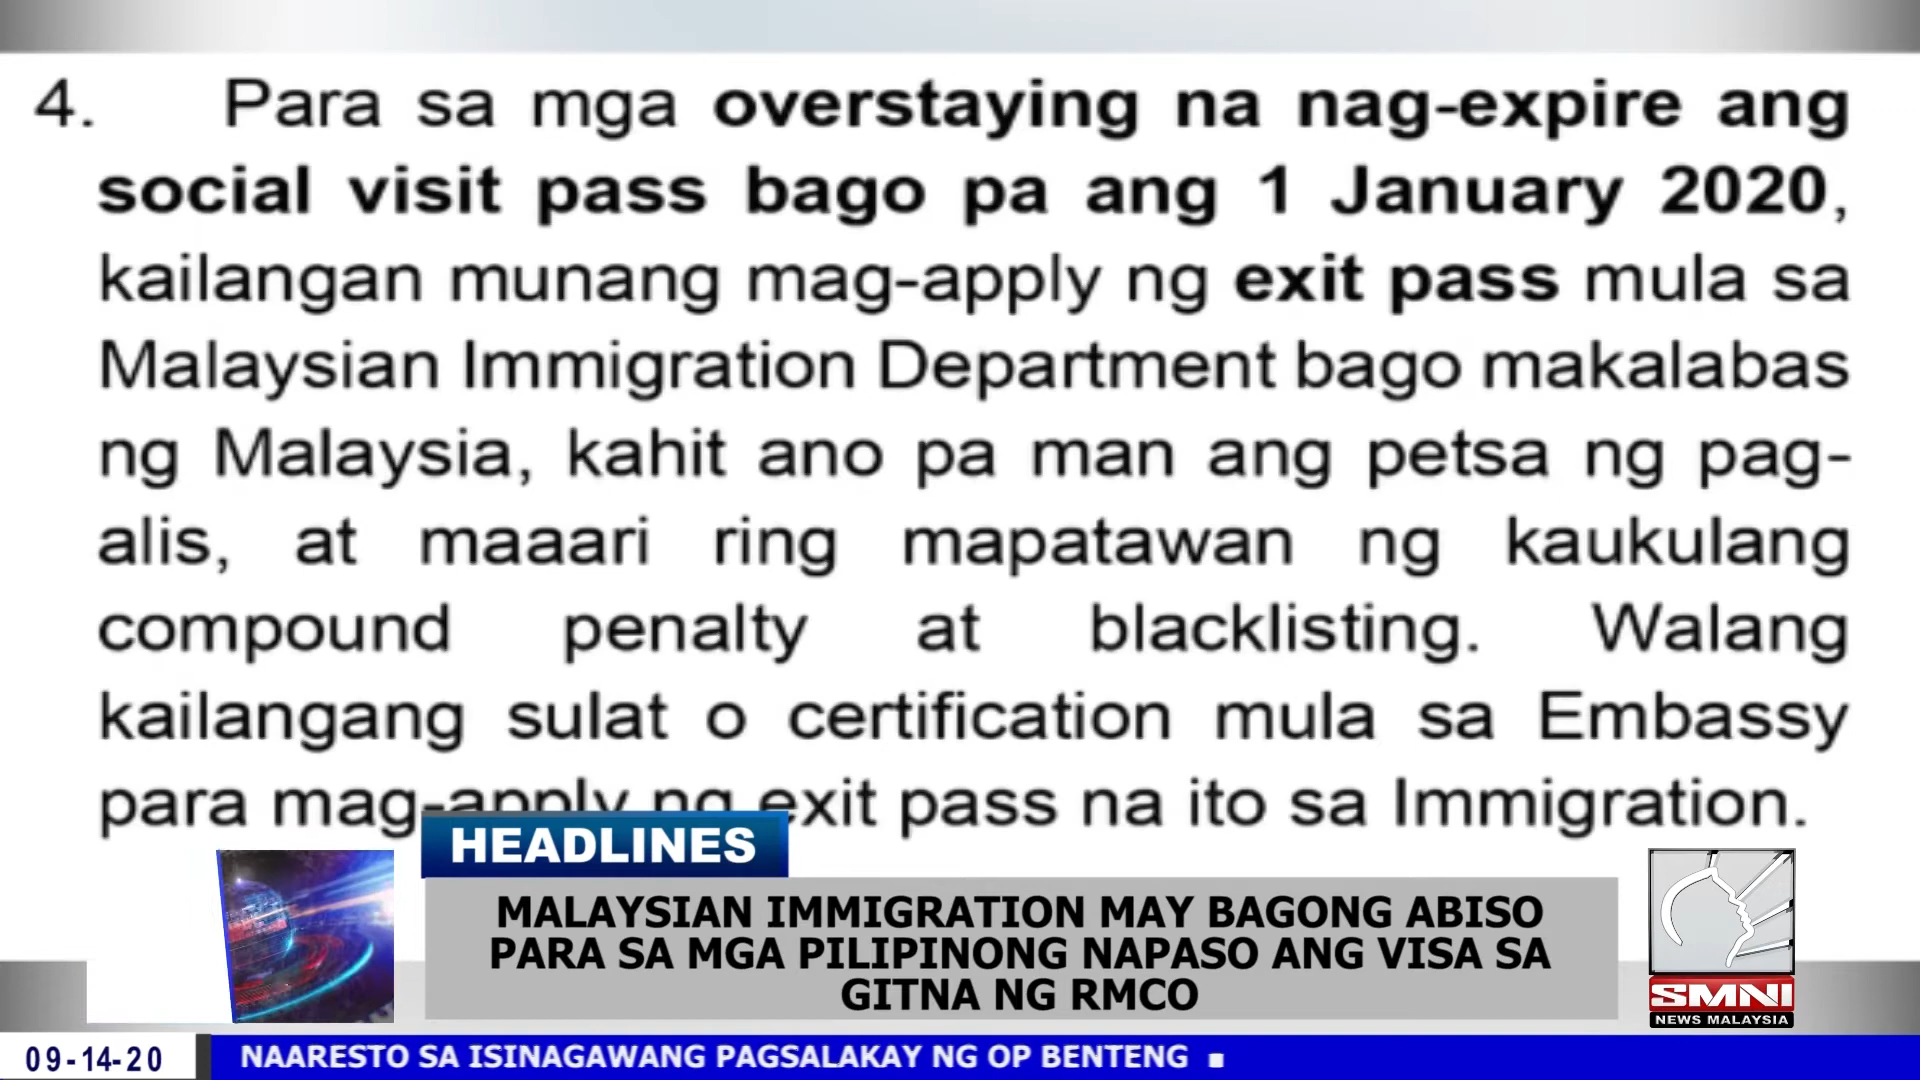 4. Para sa mga overstaying na nag-expire ang
social visit pass bago pa ang 1 January 2020,
kailangan munang mag-apply ng exit pass mula sa
Malaysian Immigration Department bago makalabas
ng Malaysia, kahit ano pa man ang petsa ng pag-
alis, at maaari ring mapatawan ng kaukulang
compound penalty at blacklisting. Walang
kailangang sulat o certification mula sa Embassy
para mag-apply ng exit pass na ito sa Immigration.
HEADLINES
MALAYSIAN IMMIGRATION MAY BAGONG ABISO
PARA SA MGA PILIPINONG NAPASO ANG VISA SA
GITNA NG RMCO
SMNI
NEWS MALAYSIA
09-14-20
NAARESTO SA ISINAGAWANG PAGSALAKAY NG OP BENTENG ■